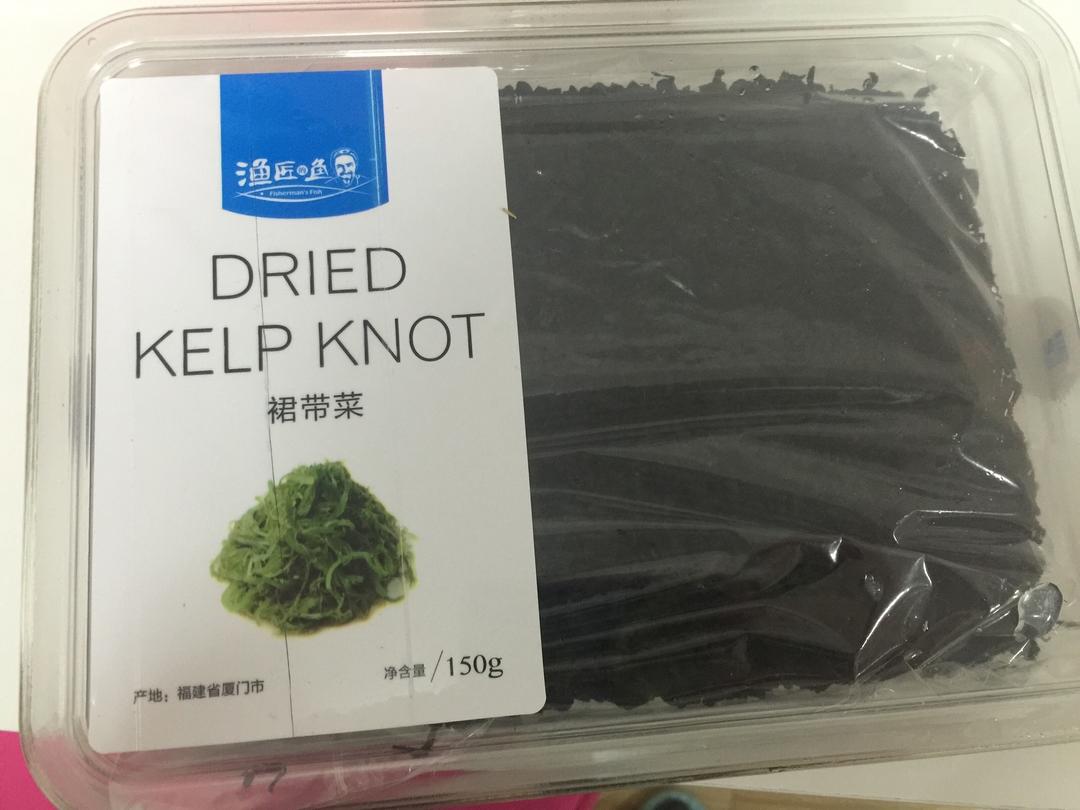 渔匠的鱼
Fisherman's Fish
DRIED
KELP KNOT
裙带菜
净含量/150g
产地：福建省厦门市